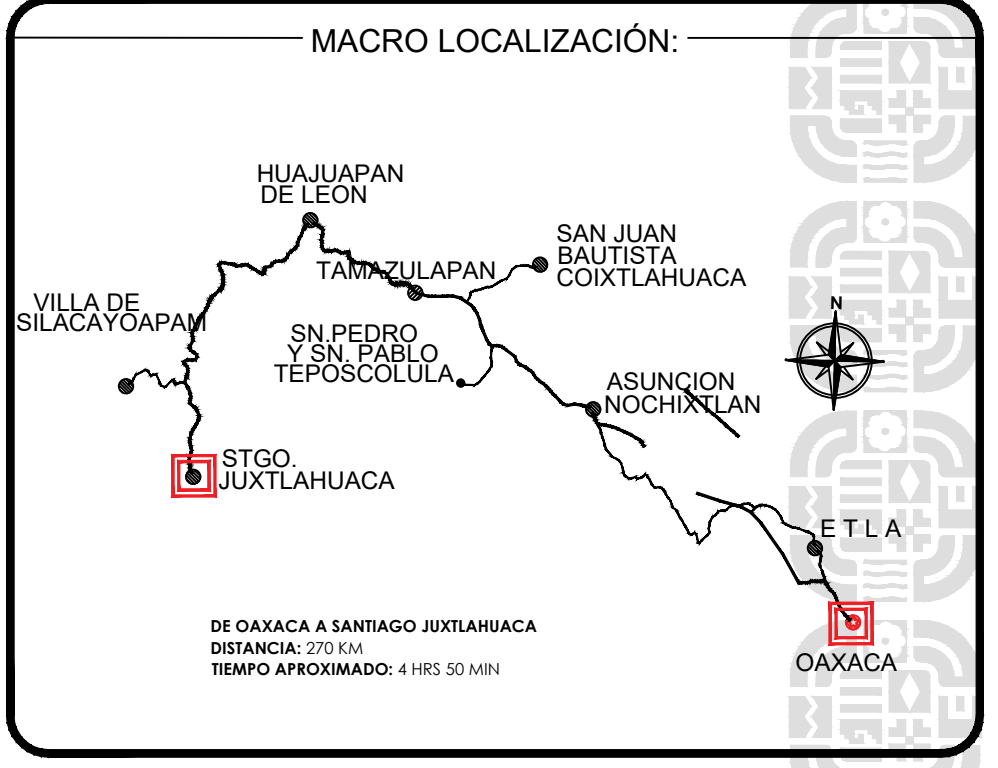 MACRO LOCALIZACIÓN:
HUAJUAPAN
DE LEON
SAN JUAN
BAUTISTA
COIXTLAHUACA
TAMAZULAPAN
VILLA DE
SILACAYOAPAM
N
SN.PEDRO
Y SN. PABLO
TEPOSCOLULA
ASUNCION
NOCHIXTLAN
STGO.
JUXTLAHUACA
E T L A
DE OAXACA A SANTIAGO JUXTLAHUACA
DISTANCIA: 270 KM
TIEMPO APROXIMADO: 4 HRS 50 MIN
OAXACA